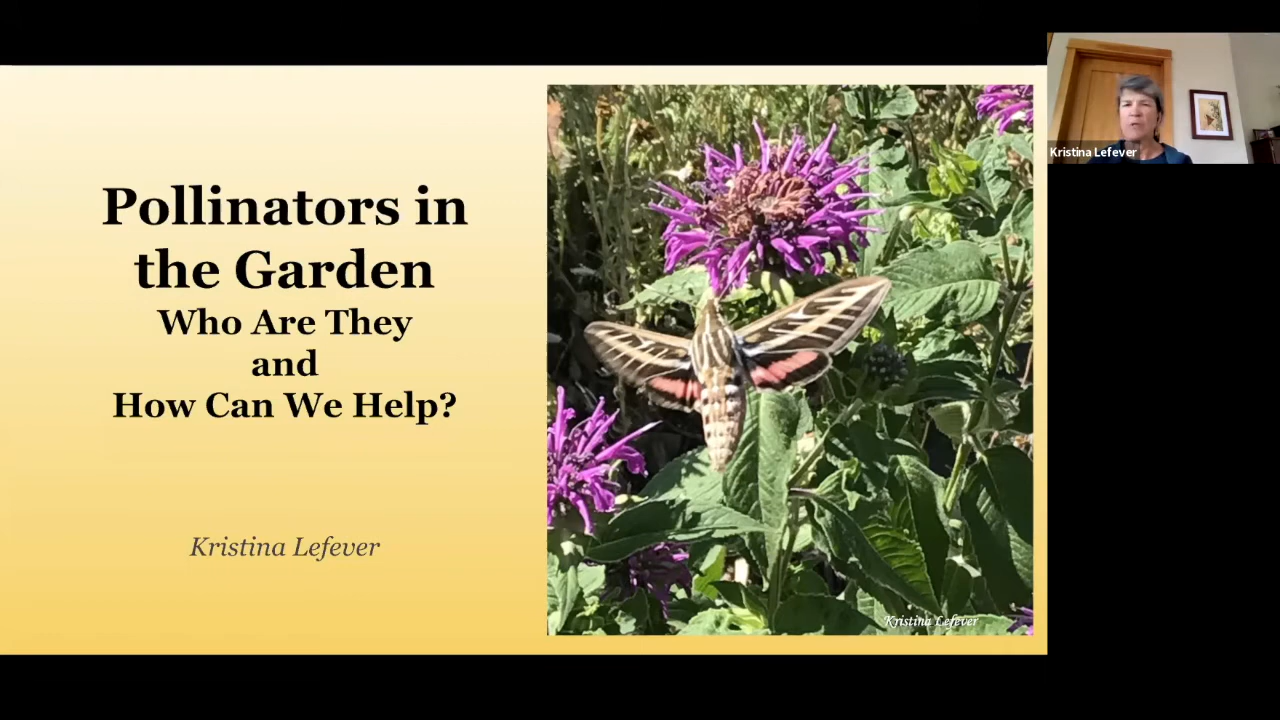 Pollinators in
the Garden
Who Are They
and
How Can We Help?
Kristina Lefever
Kristina Lefever
Kristina Lefever